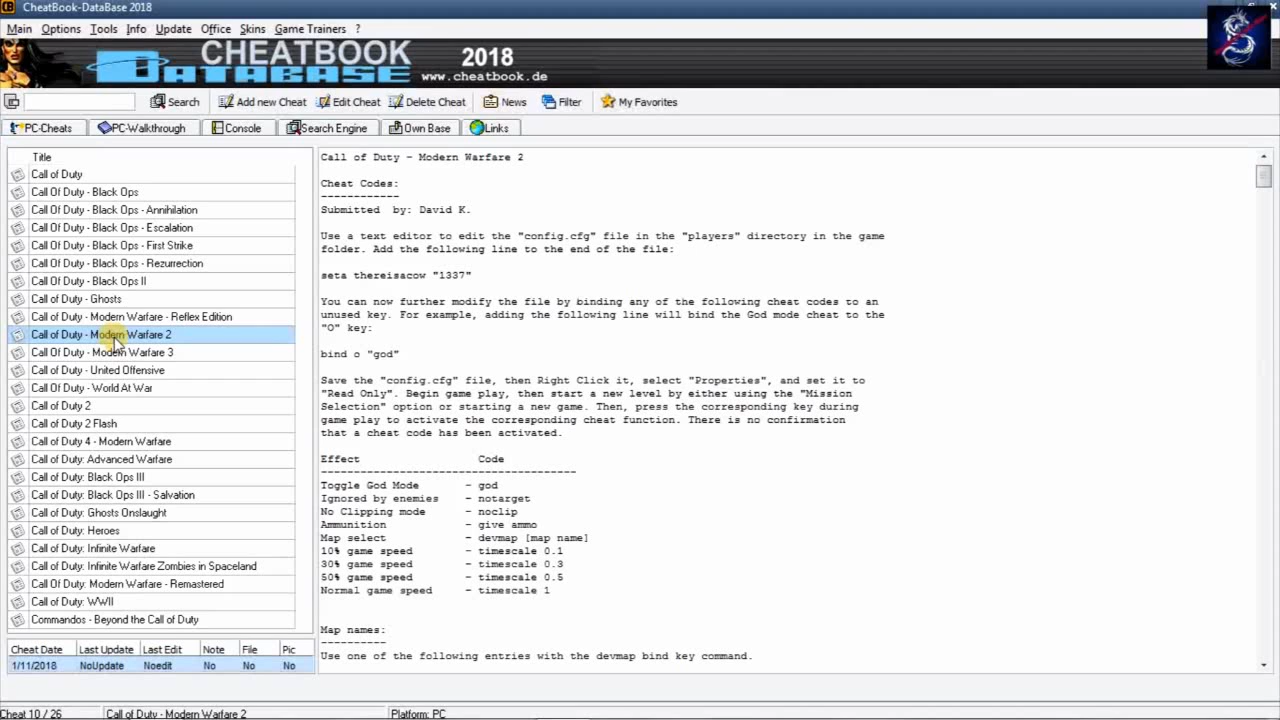 CheatBook-DataBase 2018
Main Options Tools Info Update Office Skins Game Trainers ?
CHEATBOOK
DATABASE
2018
www.cheatbook.de
Search Add new Cheat Edit Cheat Delete Cheat News Filter My Favorites
PC-Cheats PC-Walkthrough Console Search Engine Own Base Links
Title
Call of Duty
Call Of Duty - Black Ops
Call Of Duty - Black Ops - Annihilation
Call Of Duty - Black Ops - Escalation
Call Of Duty - Black Ops - First Strike
Call Of Duty - Black Ops - Rezurrection
Call Of Duty - Black Ops II
Call of Duty - Ghosts
Call of Duty - Modern Warfare - Reflex Edition
Call of Duty - Modern Warfare 2
Call Of Duty - Modern Warfare 3
Call of Duty - United Offensive
Call Of Duty - World At War
Call of Duty 2
Call of Duty 2 Flash
Call of Duty 4 - Modern Warfare
Call of Duty: Advanced Warfare
Call of Duty: Black Ops III
Call of Duty: Black Ops III - Salvation
Call of Duty: Ghosts Onslaught
Call of Duty: Heroes
Call of Duty: Infinite Warfare
Call of Duty: Infinite Warfare Zombies in Spaceland
Call of Duty: Modern Warfare - Remastered
Call of Duty: WWII
Commandos - Beyond the Call of Duty
Cheat Date Last Update Last Edit Note File Pic
1/11/2018 NoUpdate Noedit No No No
Call of Duty - Modern Warfare 2
Cheat Codes:
------------
Submitted by: David K.
Use a text editor to edit the "config.cfg" file in the "players" directory in the game
folder. Add the following line to the end of the file:
seta thereisacow "1337"
You can now further modify the file by binding any of the following cheat codes to an
unused key. For example, adding the following line will bind the God mode cheat to the
"O" key:
bind o "god"
Save the "config.cfg" file, then Right Click it, select "Properties", and set it to
"Read Only". Begin game play, then start a new level by either using the "Mission
Selection" option or starting a new game. Then, press the corresponding key during
game play to activate the corresponding cheat function. There is no confirmation
that a cheat code has been activated.
Effect Code
---------------------------------------
Toggle God Mode - god
Ignored by enemies - notarget
No Clipping mode - noclip
Ammunition - give ammo
Map select - devmap [map name]
10% game speed - timescale 0.1
30% game speed - timescale 0.3
50% game speed - timescale 0.5
Normal game speed - timescale 1
Map names:
----------
Use one of the following entries with the devmap bind key command.
Cheat 10 / 26 Call of Duty - Modern Warfare 2 Platform: PC